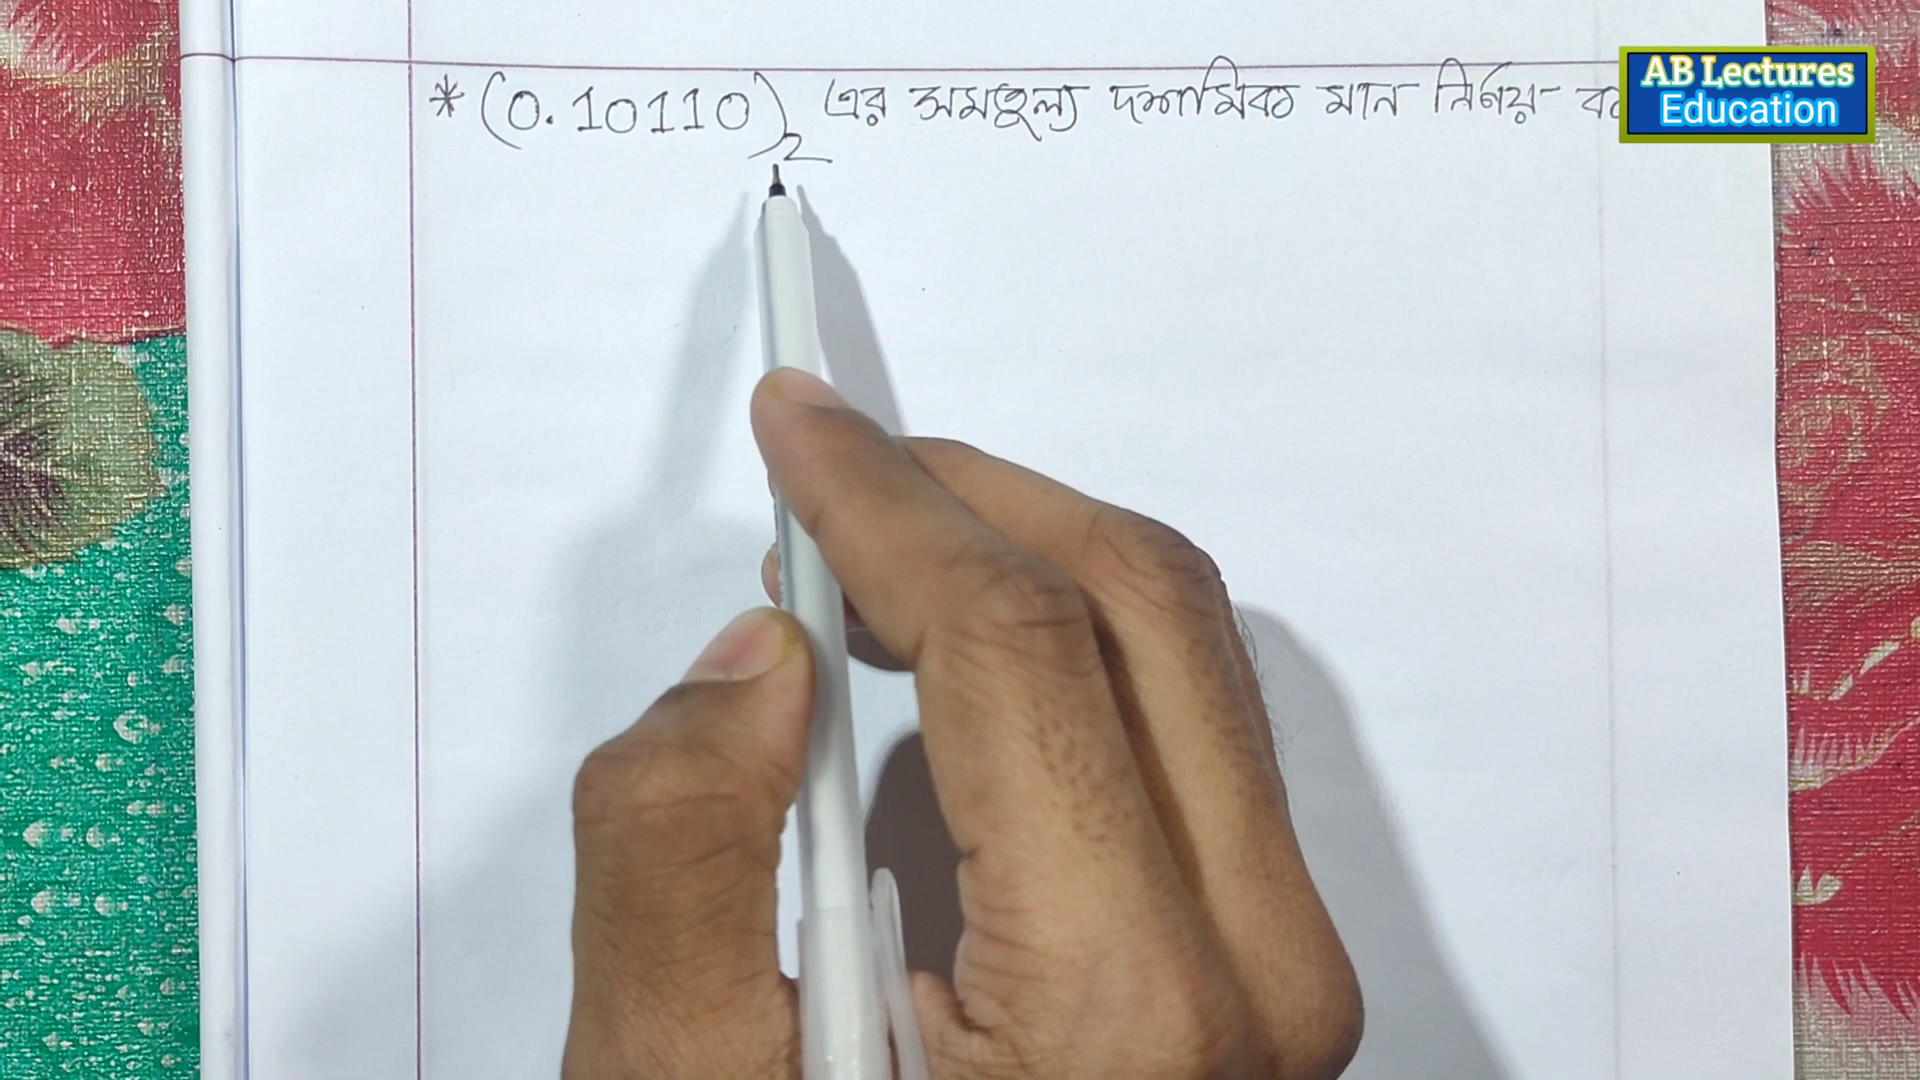 * (0.10110)₂ এর সমতুল্য দশমিক মান নির্ণয়
AB Lectures
Education